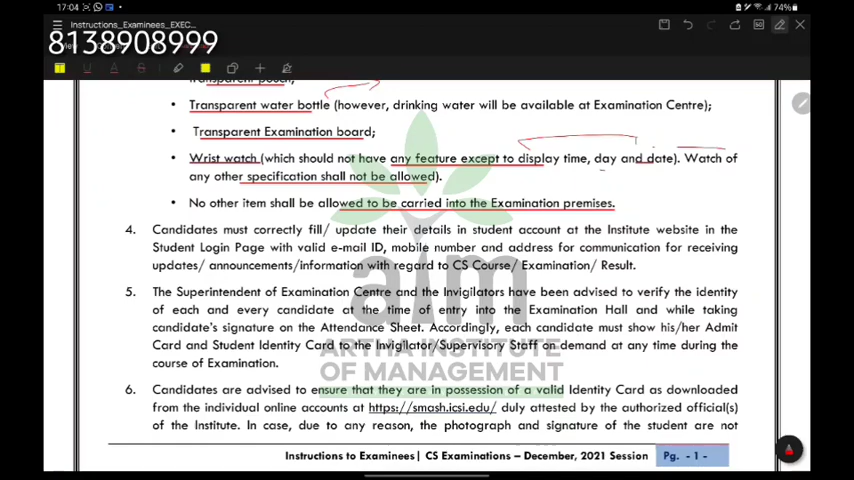 17:04
74%
Instructions_Examinees_EXEC...
8138908999
Transparent pouch;
• Transparent water bottle (however, drinking water will be available at Examination Centre);
• Transparent Examination board;
• Wrist watch (which should not have any feature except to display time, day and date). Watch of
any other specification shall not be allowed).
• No other item shall be allowed to be carried into the Examination premises.
4. Candidates must correctly fill/ update their details in student account at the Institute website in the
Student Login Page with valid e-mail ID, mobile number and address for communication for receiving
updates/ announcements/information with regard to CS Course/ Examination/ Result.
5. The Superintendent of Examination Centre and the Invigilators have been advised to verify the identity
of each and every candidate at the time of entry into the Examination Hall and while taking
candidate's signature on the Attendance Sheet. Accordingly, each candidate must show his/her Admit
Card and Student Identity Card to the Invigilator/Supervisory Staff on demand at any time during the
course of Examination.
6. Candidates are advised to ensure that they are in possession of a valid Identity Card as downloaded
from the individual online accounts at https://smash.icsi.edu/ duly attested by the authorized official(s)
of the Institute. In case, due to any reason, the photograph and signature of the student are not
aim
ARTHA INSTITUTE
OF MANAGEMENT
Instructions to Examinees| CS Examinations – December, 2021 Session Pg. - 1 -